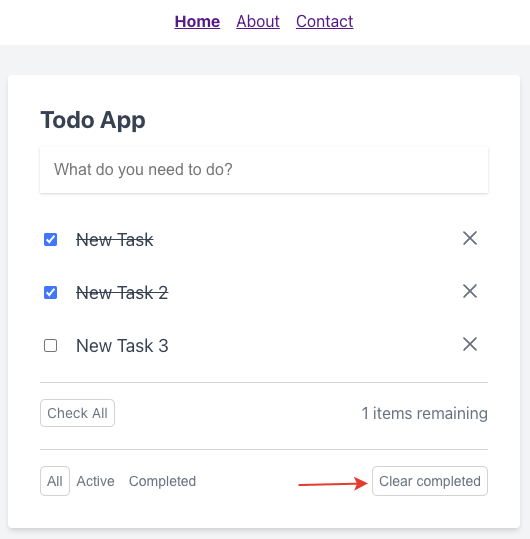 Home About Contact
Todo App
What do you need to do?
New Task
New Task 2
New Task 3
Check All 1 items remaining
All Active Completed Clear completed